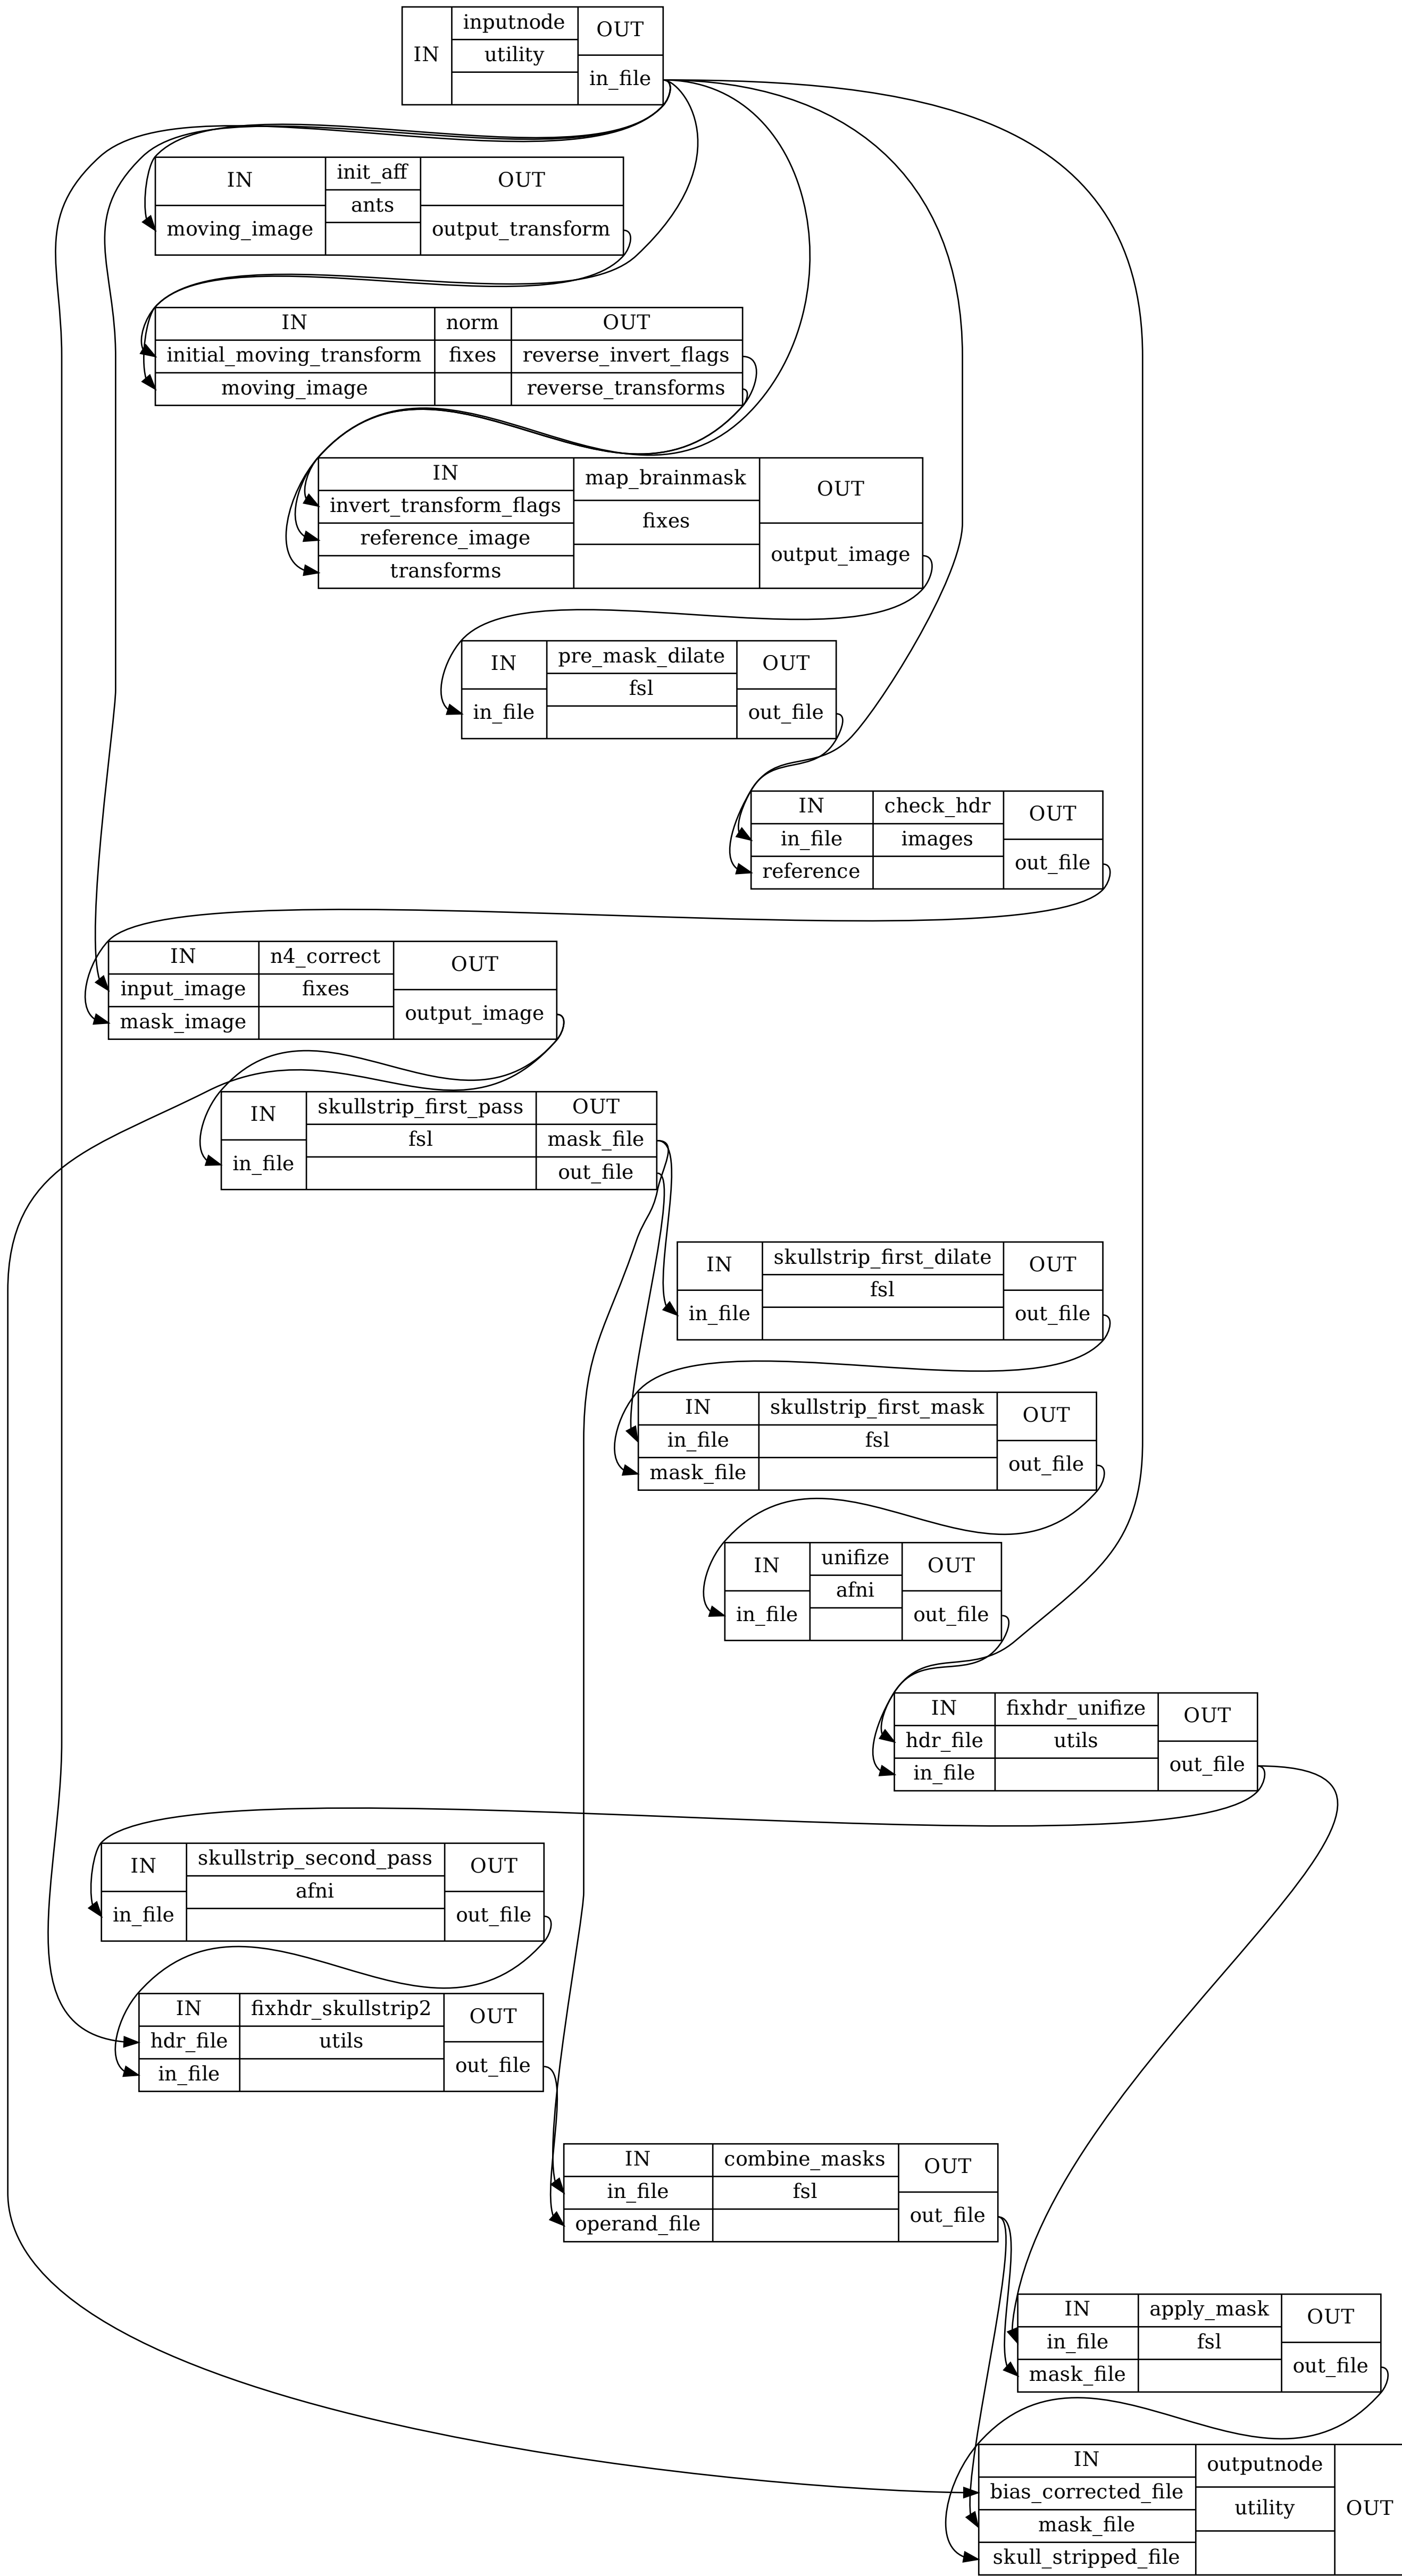 IN
inputnode
utility
OUT
in_file
IN
moving_image
init_aff
ants
OUT
output_transform
IN
initial_moving_transform
moving_image
norm
fixes
OUT
reverse_invert_flags
reverse_transforms
IN
invert_transform_flags
reference_image
transforms
map_brainmask
fixes
OUT
output_image
IN
in_file
pre_mask_dilate
fsl
OUT
out_file
IN
in_file
reference
check_hdr
images
OUT
out_file
IN
input_image
mask_image
n4_correct
fixes
OUT
output_image
IN
in_file
skullstrip_first_pass
fsl
OUT
mask_file
out_file
IN
in_file
skullstrip_first_dilate
fsl
OUT
out_file
IN
in_file
mask_file
skullstrip_first_mask
fsl
OUT
out_file
IN
in_file
unifize
afni
OUT
out_file
IN
hdr_file
in_file
fixhdr_unifize
utils
OUT
out_file
IN
in_file
skullstrip_second_pass
afni
OUT
out_file
IN
hdr_file
in_file
fixhdr_skullstrip2
utils
OUT
out_file
IN
in_file
operand_file
combine_masks
fsl
OUT
out_file
IN
in_file
mask_file
apply_mask
fsl
OUT
out_file
IN
bias_corrected_file
mask_file
skull_stripped_file
outputnode
utility
OUT